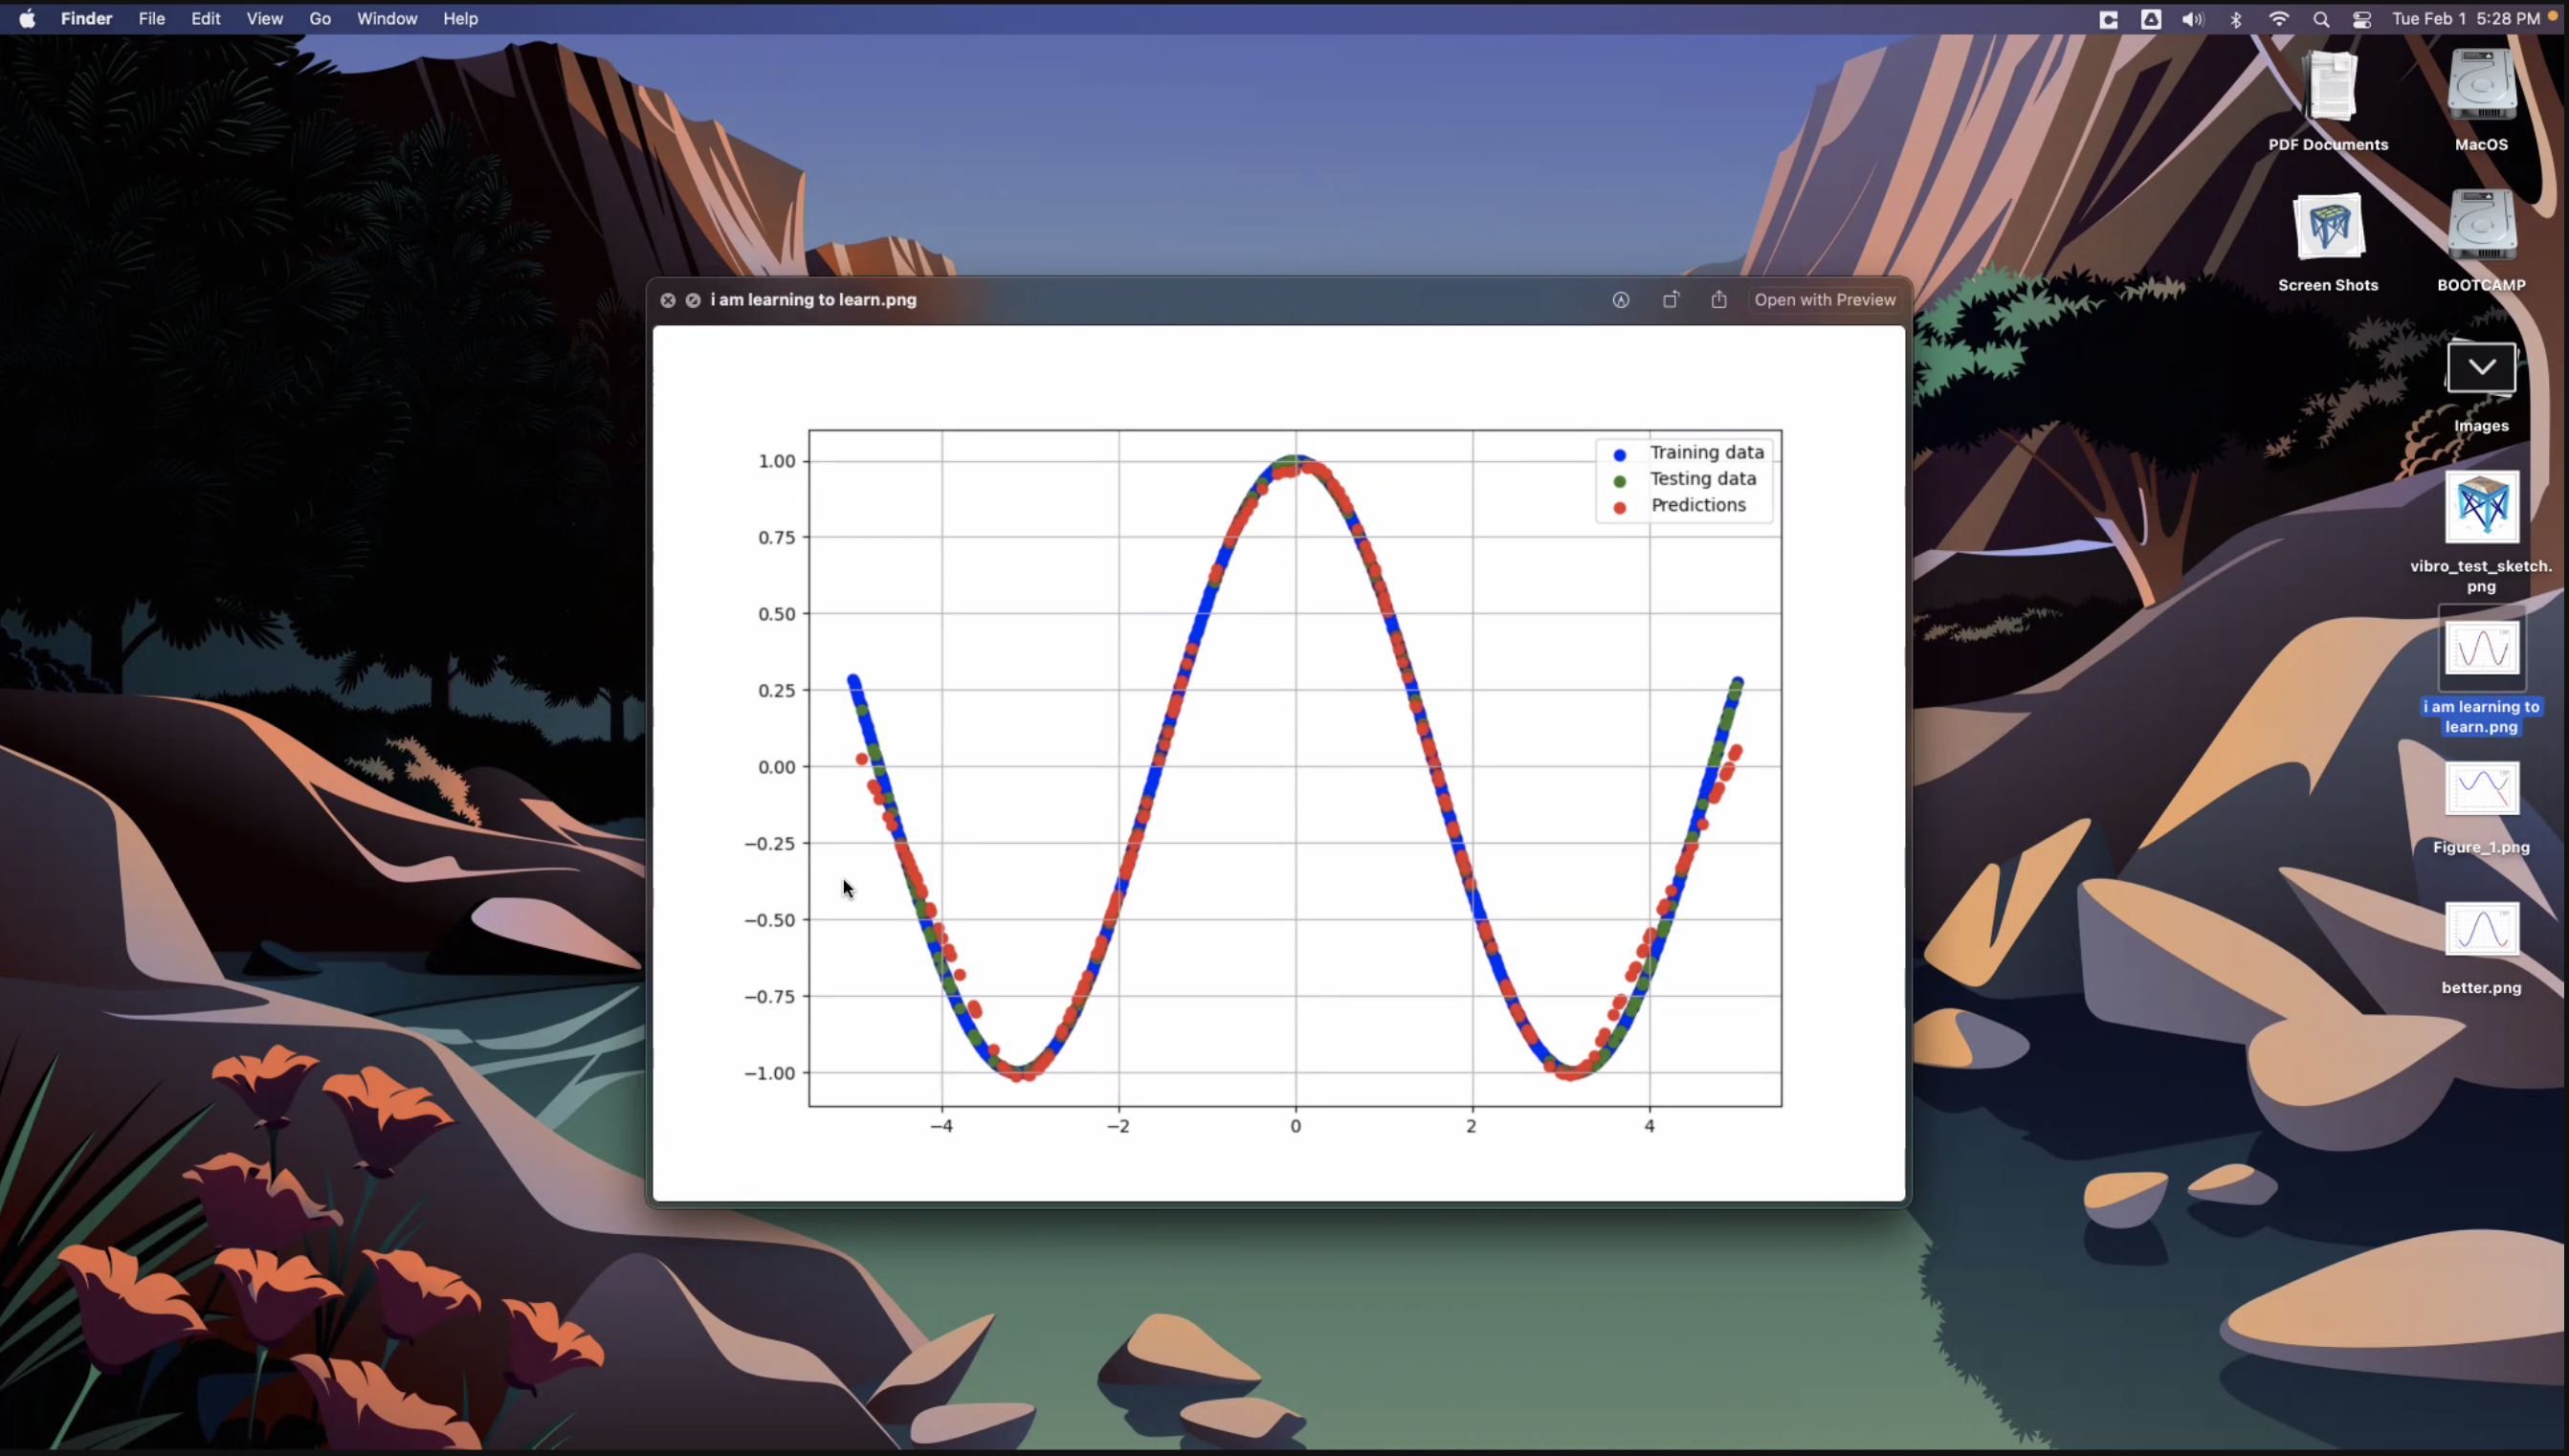 Finder File Edit View Go Window Help Tue Feb 1 5:28 PM
PDF Documents
MacOS
Screen Shots
BOOTCAMP
Images
vibro_test_sketch.
png
i am learning to
learn.png
Figure_1.png
better.png
i am learning to learn.png Open with Preview
Training data
Testing data
Predictions
1.00
0.75
0.50
0.25
0.00
−0.25
−0.50
−0.75
−1.00
−4 −2 0 2 4